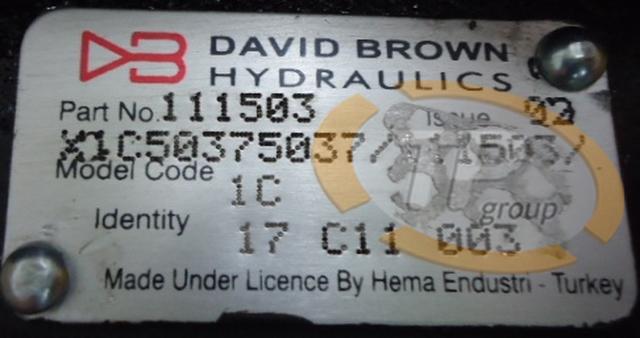 DAVID BROWN
HYDRAULICS
Part No. 111503 Issue 02
X1C50375037/
Model Code
1C
Identity
17 C11 003
group
Made Under Licence By Hema Endustri - Turkey